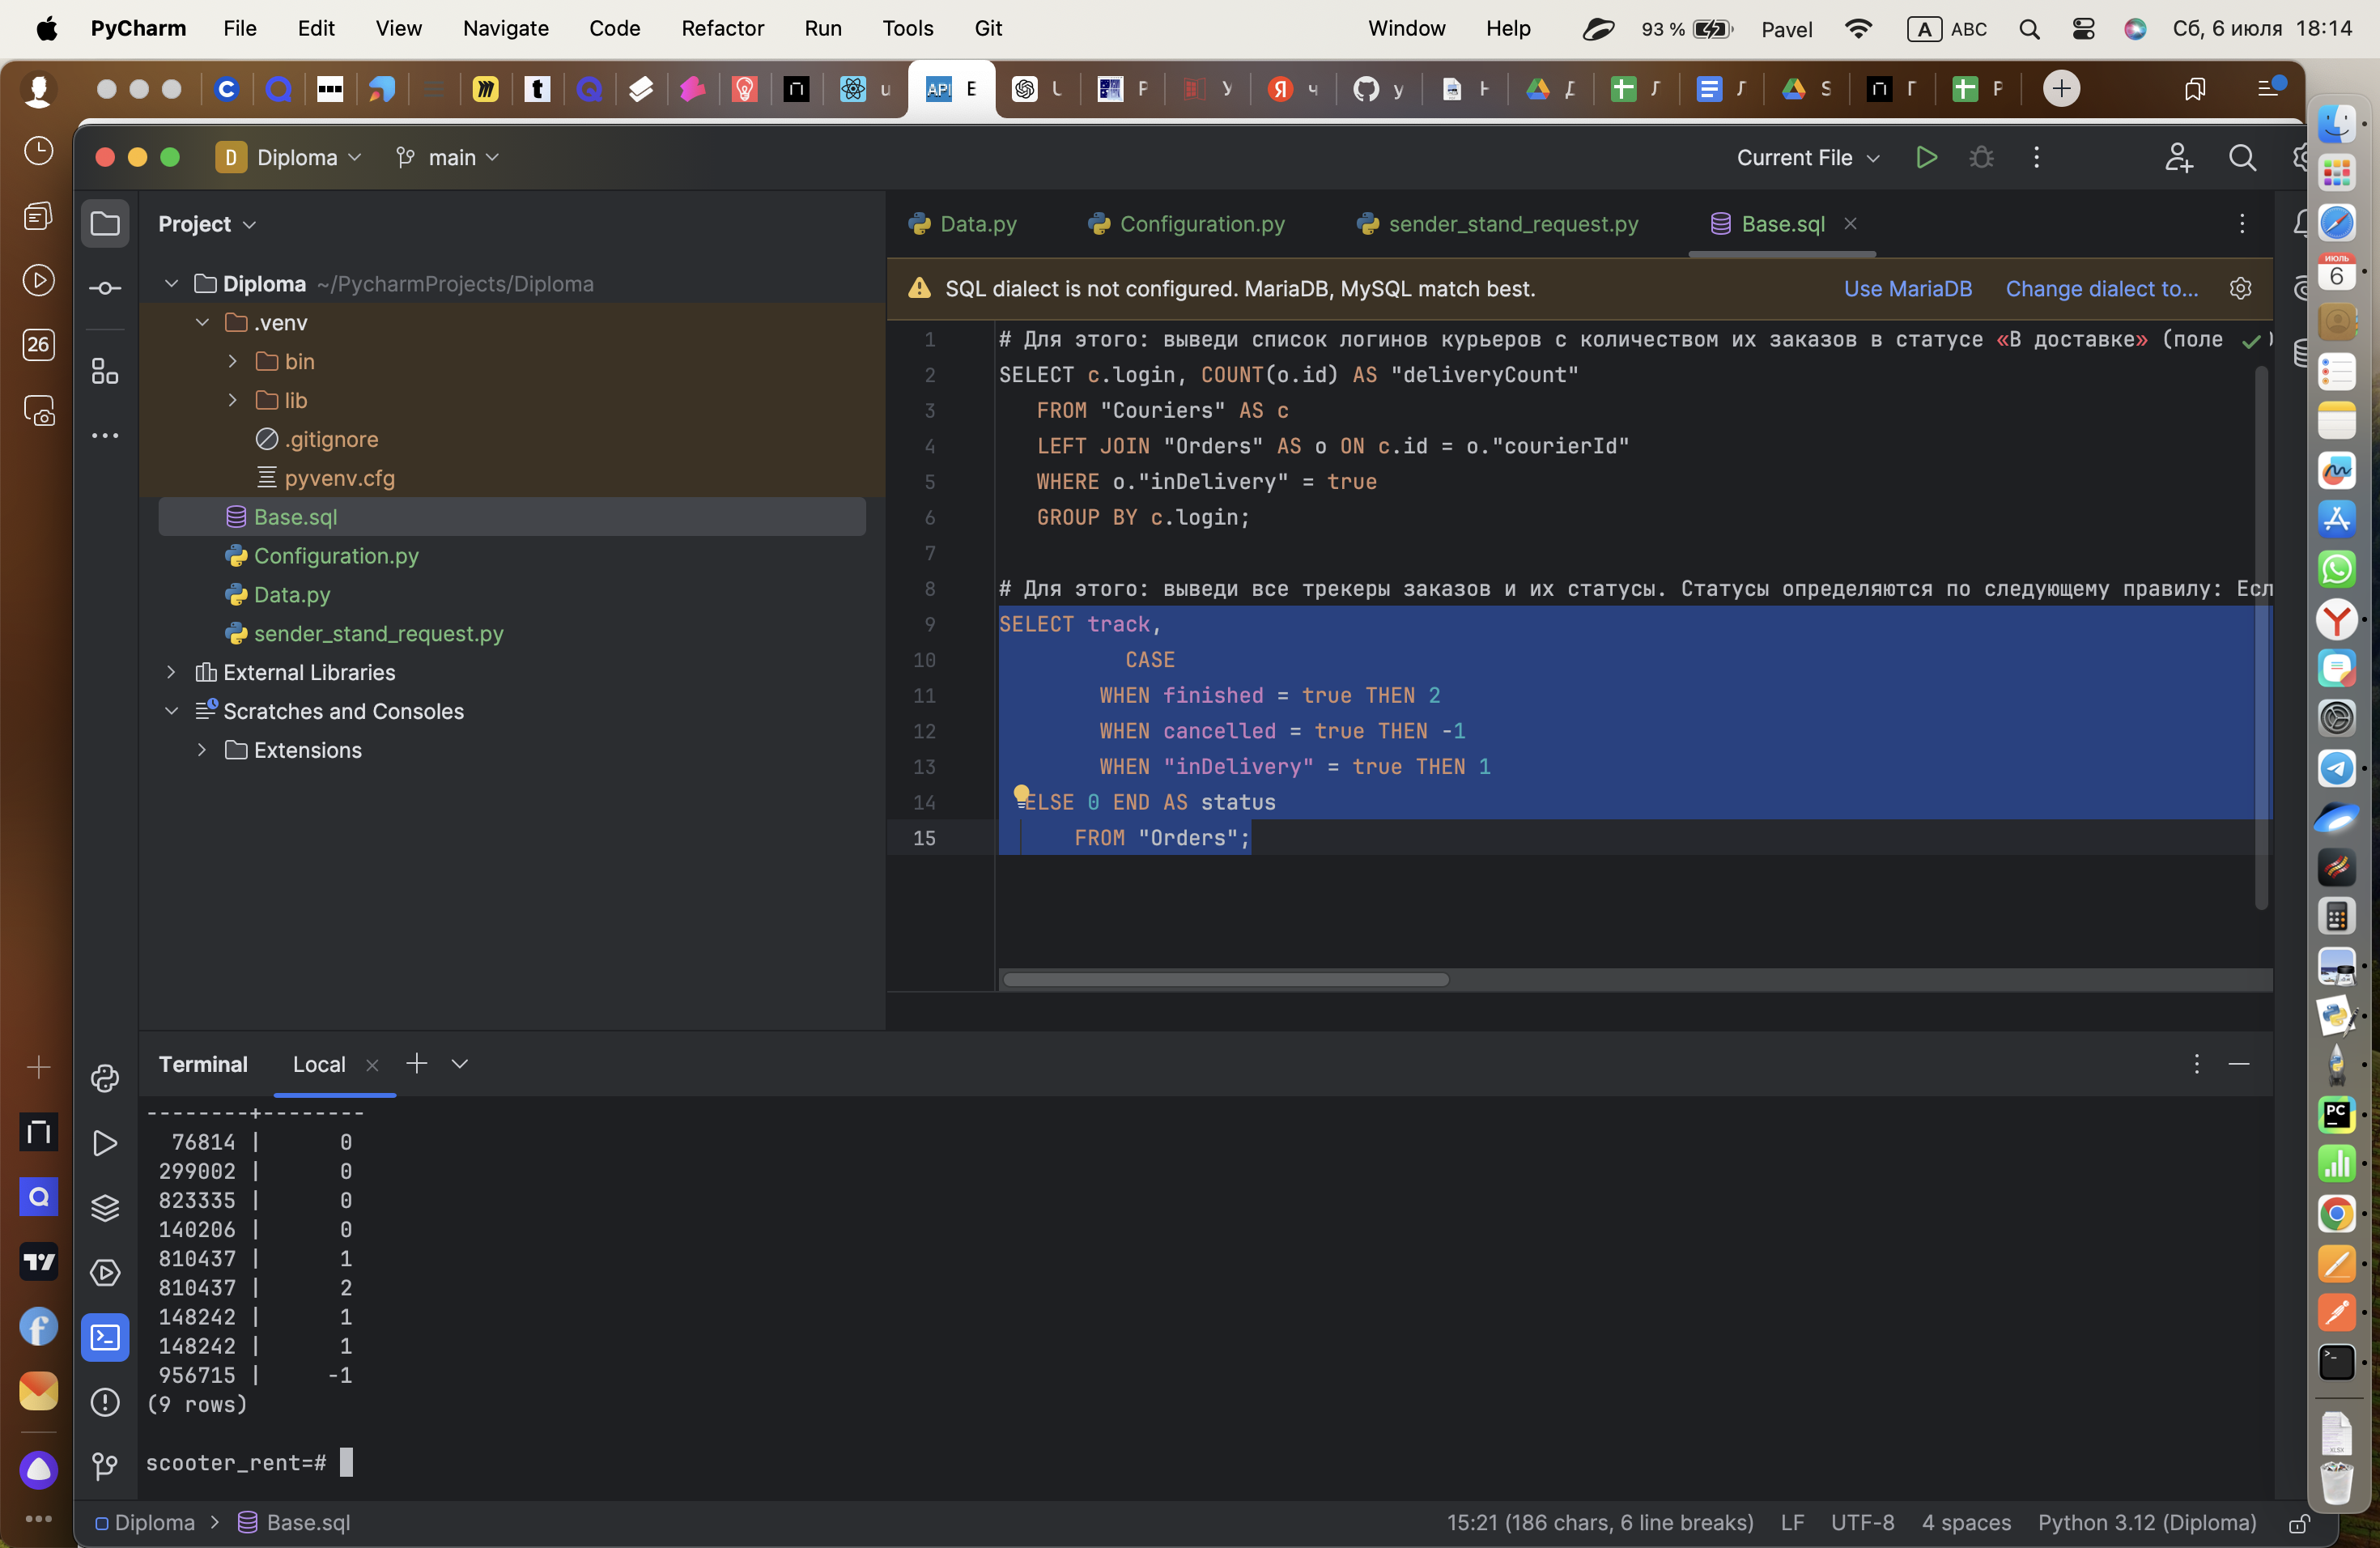 PyCharm File Edit View Navigate Code Refactor Run Tools Git Window Help 93 % Pavel A ABC Сб, 6 июля 18:14
API
26
D Diploma main Current File
Project
Data.py Configuration.py sender_stand_request.py Base.sql
SQL dialect is not configured. MariaDB, MySQL match best. Use MariaDB Change dialect to...
Diploma ~/PycharmProjects/Diploma
.venv
bin
lib
.gitignore
pyvenv.cfg
Base.sql
Configuration.py
Data.py
sender_stand_request.py
External Libraries
Scratches and Consoles
Extensions
1 # Для этого: выведи список логинов курьеров с количеством их заказов в статусе «В доставке» (поле
2 SELECT c.login, COUNT(o.id) AS "deliveryCount"
3 FROM "Couriers" AS c
4 LEFT JOIN "Orders" AS o ON c.id = o."courierId"
5 WHERE o."inDelivery" = true
6 GROUP BY c.login;
7
8 # Для этого: выведи все трекеры заказов и их статусы. Статусы определяются по следующему правилу: Есл
9 SELECT track,
10 CASE
11 WHEN finished = true THEN 2
12 WHEN cancelled = true THEN -1
13 WHEN "inDelivery" = true THEN 1
14 ELSE 0 END AS status
15 FROM "Orders";
Terminal Local
--------+--------
76814 | 0
299002 | 0
823335 | 0
140206 | 0
810437 | 1
810437 | 2
148242 | 1
148242 | 1
956715 | -1
(9 rows)
scooter_rent=#
Diploma > Base.sql 15:21 (186 chars, 6 line breaks) LF UTF-8 4 spaces Python 3.12 (Diploma)
ИЮЛЬ
6
PC
XLSX